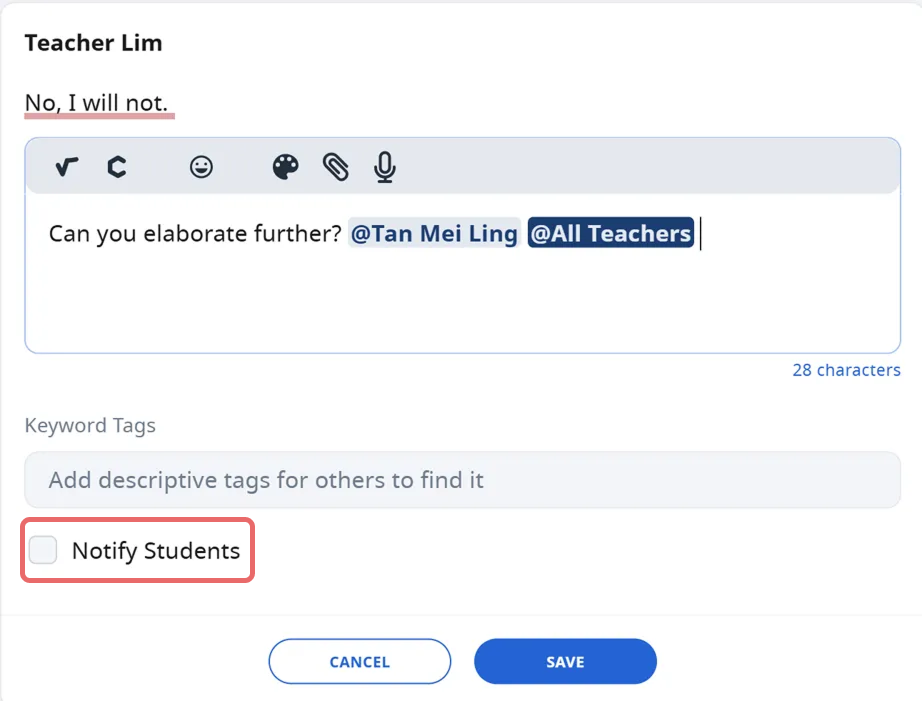 Teacher Lim
No, I will not.
Can you elaborate further? @Tan Mei Ling @All Teachers
28 characters
Keyword Tags
Add descriptive tags for others to find it
Notify Students
CANCEL SAVE